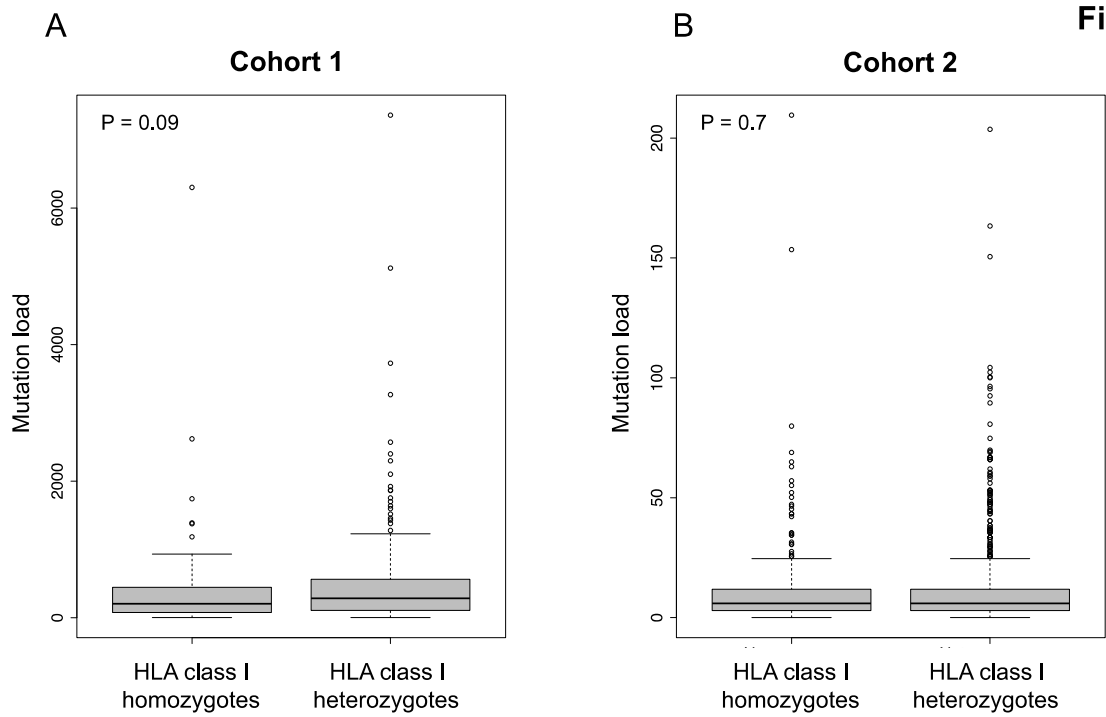 A
B
Fi
Cohort 1
Cohort 2
P = 0.09
P = 0.7
Mutation load
6000
4000
2000
0
Mutation load
200
150
100
50
0
HLA class I
homozygotes
HLA class I
heterozygotes
HLA class I
homozygotes
HLA class I
heterozygotes